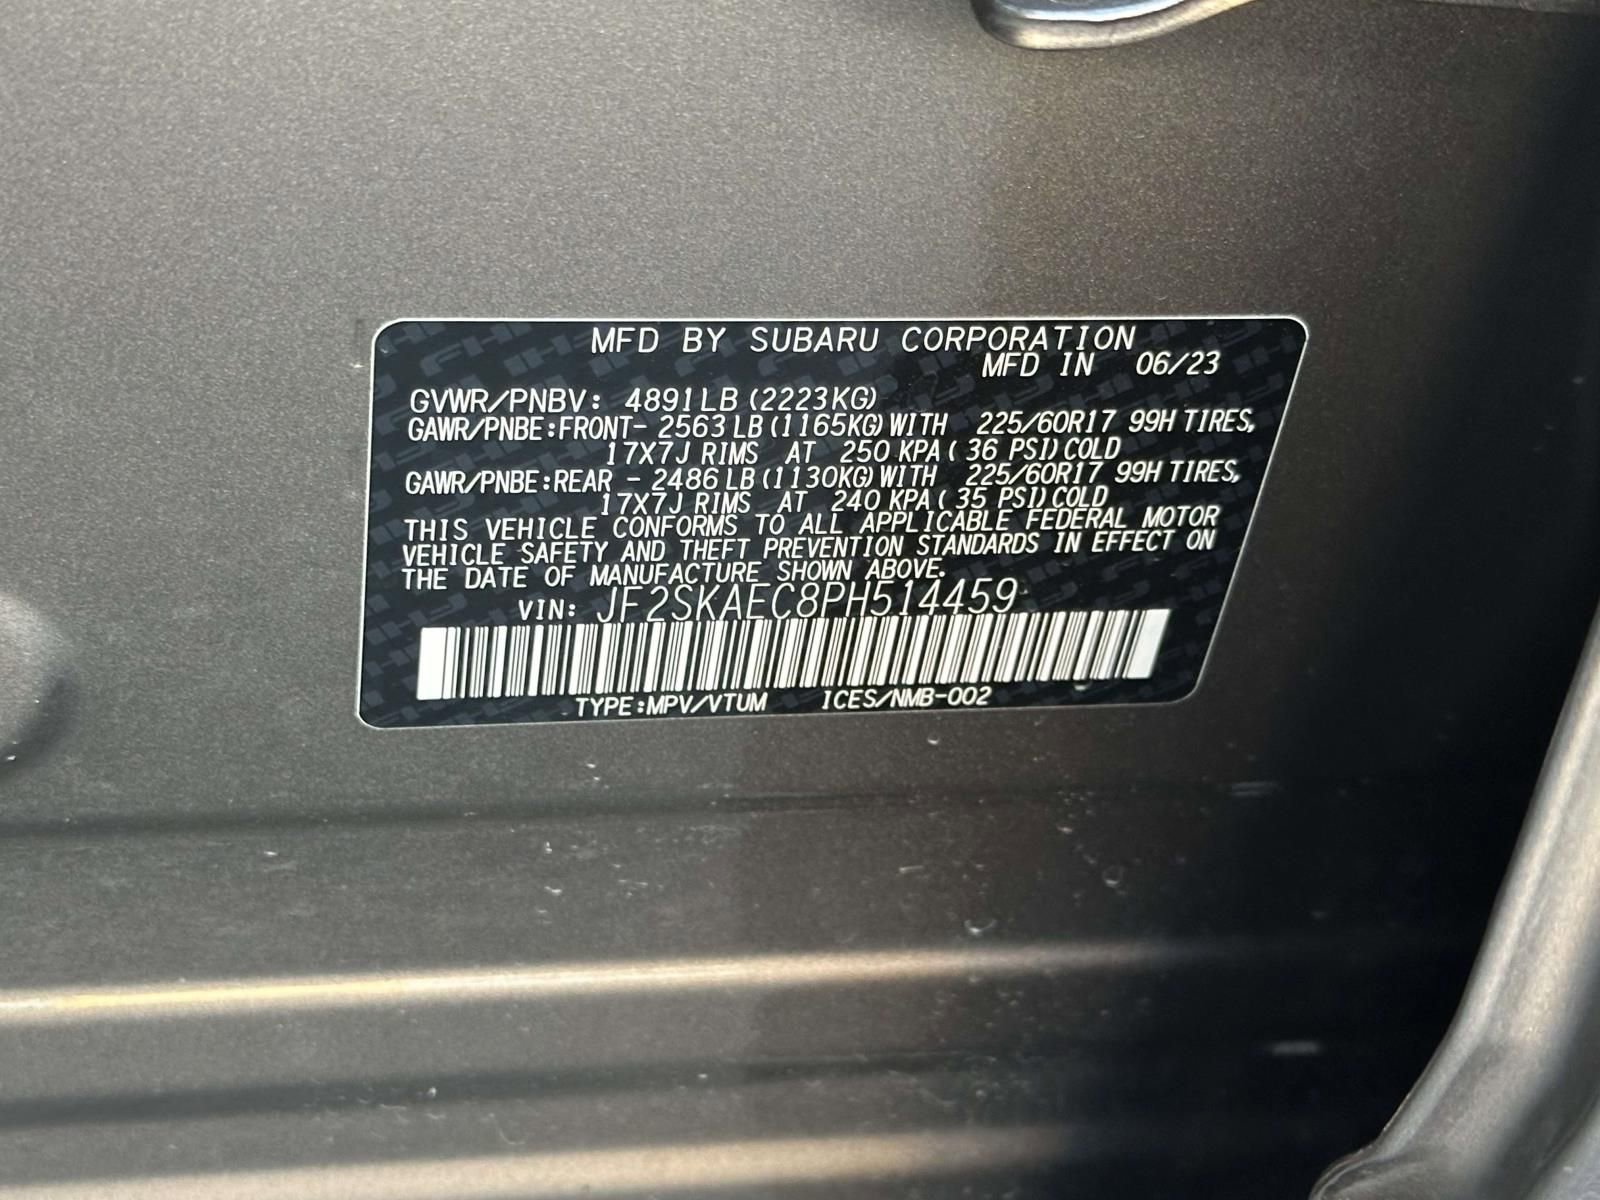 MFD BY SUBARU CORPORATION
MFD IN 06/23
GVWR/PNBV: 4891LB (2223KG)
GAWR/PNBE:FRONT- 2563LB (1165KG) WITH 225/60R17 99H TIRES,
17X7J RIMS AT 250 KPA ( 36 PSI) COLD
GAWR/PNBE:REAR - 2486LB (1130KG) WITH 225/60R17 99H TIRES,
17X7J RIMS AT 240 KPA ( 35 PSI) COLD
THIS VEHICLE CONFORMS TO ALL APPLICABLE FEDERAL MOTOR
VEHICLE SAFETY AND THEFT PREVENTION STANDARDS IN EFFECT ON
THE DATE OF MANUFACTURE SHOWN ABOVE.
VIN: JF2SKAEC8PH514459
TYPE:MPV/VTUM ICES/NMB-002